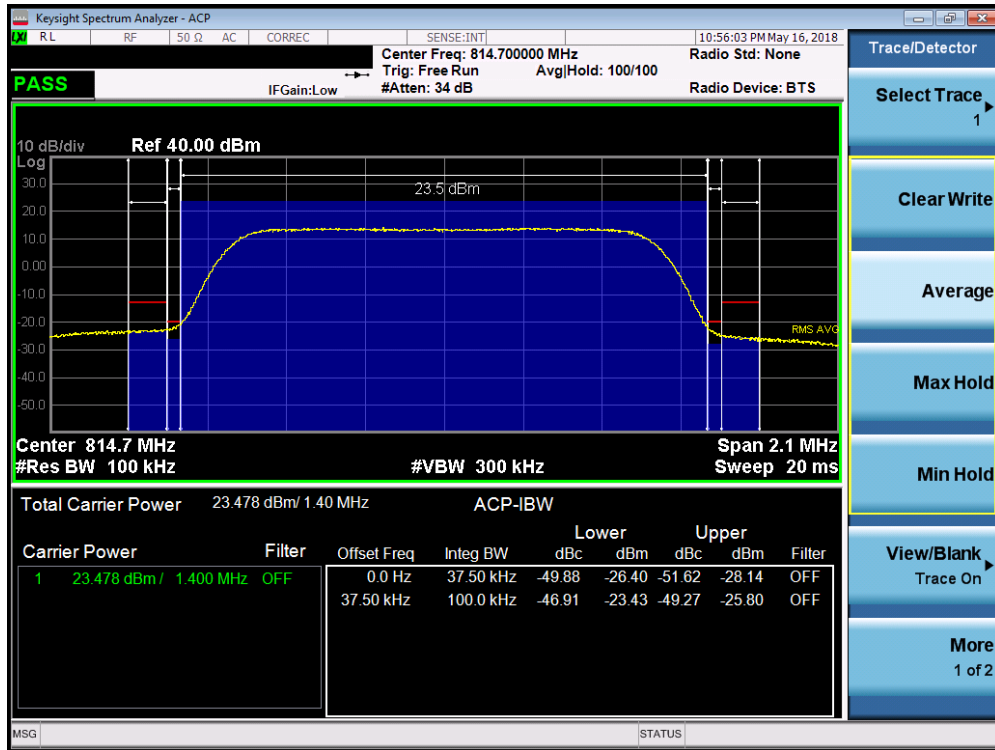 Keysight Spectrum Analyzer - ACP
LXI RL RF 50 Ω AC CORREC SENSE:INT 10:56:03 PM May 16, 2018
Center Freq: 814.700000 MHz Radio Std: None
Trig: Free Run Avg|Hold: 100/100
PASS IFGain:Low #Atten: 34 dB Radio Device: BTS
10 dB/div Ref 40.00 dBm
Log
30.0
23.5 dBm
20.0
10.0
0.00
-10.0
-20.0
RMS AVG
-30.0
-40.0
-50.0
Center 814.7 MHz Span 2.1 MHz
#Res BW 100 kHz #VBW 300 kHz Sweep 20 ms
Total Carrier Power 23.478 dBm/ 1.40 MHz ACP-IBW
Lower Upper
Carrier Power Filter Offset Freq Integ BW dBc dBm dBc dBm Filter
1 23.478 dBm / 1.400 MHz OFF 0.0 Hz 37.50 kHz -49.88 -26.40 -51.62 -28.14 OFF
37.50 kHz 100.0 kHz -46.91 -23.43 -49.27 -25.80 OFF
MSG STATUS
Trace/Detector
Select Trace
1
Clear Write
Average
Max Hold
Min Hold
View/Blank
Trace On
More
1 of 2